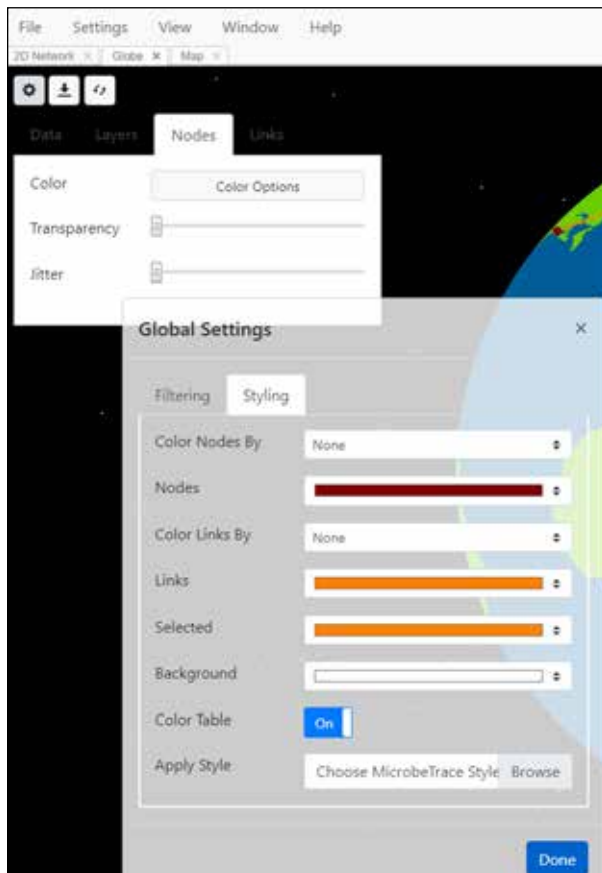 File Settings View Window Help
2D Network × Globe × Map ×
Data Layers Nodes Links
Color Color Options
Transparency
Jitter
Global Settings ×
Filtering Styling
Color Nodes By None
Nodes
Color Links By None
Links
Selected
Background
Color Table On
Apply Style Choose MicrobeTrace Style Browse
Done